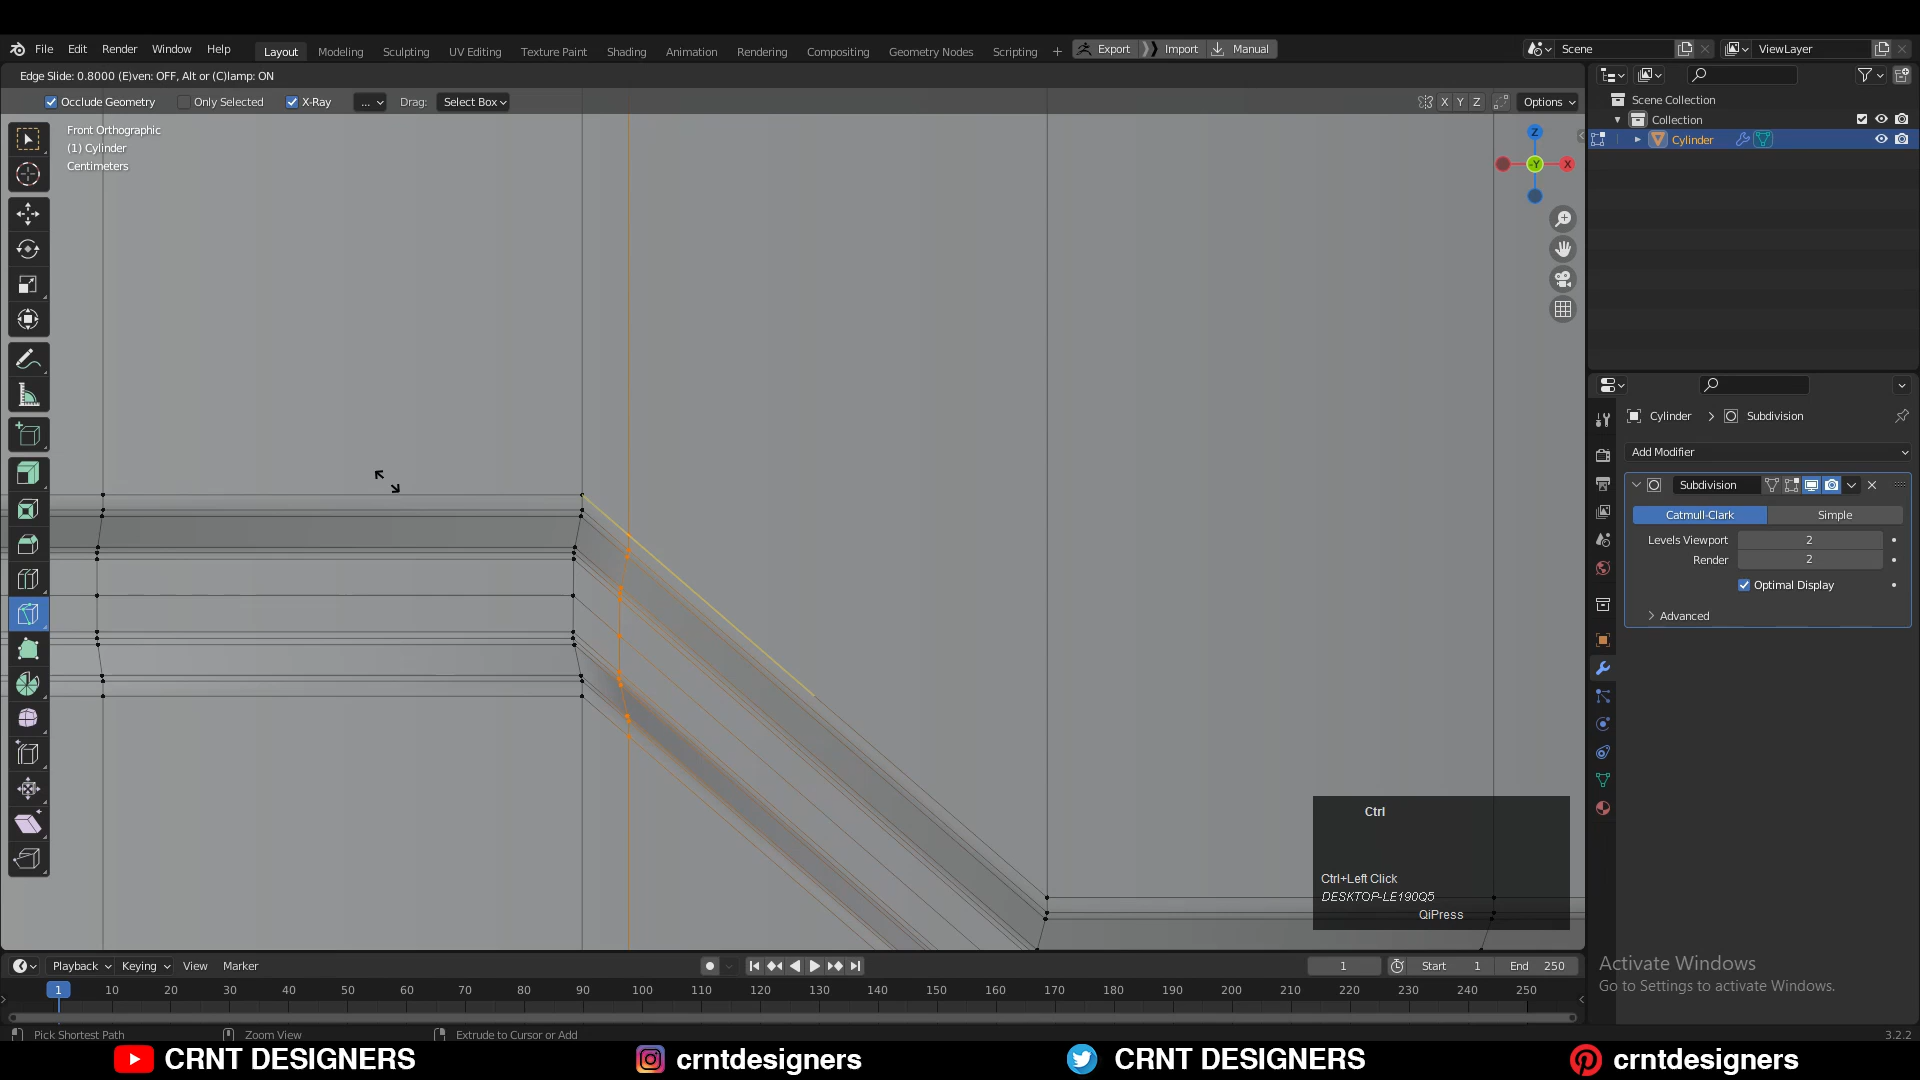 File Edit Render Window Help Layout Modeling Sculpting UV Editing Texture Paint Shading Animation Rendering Compositing Geometry Nodes Scripting + Export Import Manual Scene ViewLayer
Edge Slide: 0.8000 (E)ven: OFF, Alt or (C)lamp: ON
Occlude Geometry Only Selected X-Ray ... Drag: Select Box X Y Z Options
Front Orthographic
(1) Cylinder
Centimeters
Z
-Y
X
Scene Collection
Collection
Cylinder
Cylinder > Subdivision
Add Modifier
Subdivision
Catmull-Clark Simple
Levels Viewport 2
Render 2
Optimal Display
Advanced
Ctrl
Ctrl+Left Click
DESKTOP-LE190Q5
QiPress
Activate Windows
Go to Settings to activate Windows.
Playback Keying View Marker 1 Start 1 End 250
1 10 20 30 40 50 60 70 80 90 100 110 120 130 140 150 160 170 180 190 200 210 220 230 240 250
Pick Shortest Path Zoom View Extrude to Cursor or Add 3.2.2
CRNT DESIGNERS crntdesigners CRNT DESIGNERS crntdesigners